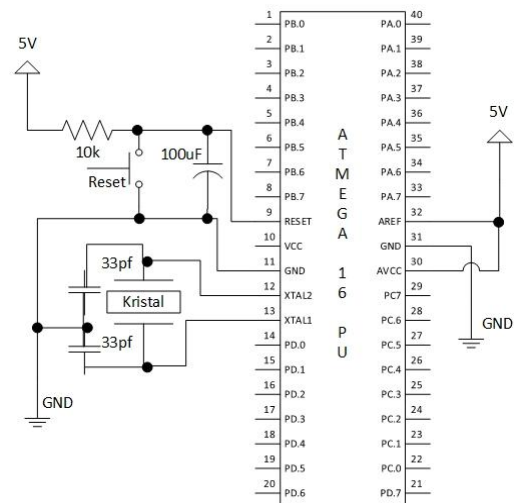 5V
10k
Reset
100uF
33pf
Kristal
33pf
GND
1 PB.0
2 PB.1
3 PB.2
4 PB.3
5 PB.4
6 PB.5
7 PB.6
8 PB.7
9 RESET
10 VCC
11 GND
12 XTAL2
13 XTAL1
14 PD.0
15 PD.1
16 PD.2
17 PD.3
18 PD.4
19 PD.5
20 PD.6
ATMEGA 16 PU
PA.0 40
PA.1 39
PA.2 38
PA.3 37
PA.4 36
PA.5 35
PA.6 34
PA.7 33
AREF 32
GND 31
AVCC 30
PC7 29
PC.6 28
PC.5 27
PC.4 26
PC.3 25
PC.2 24
PC.1 23
PC.0 22
PD.7 21
5V
GND